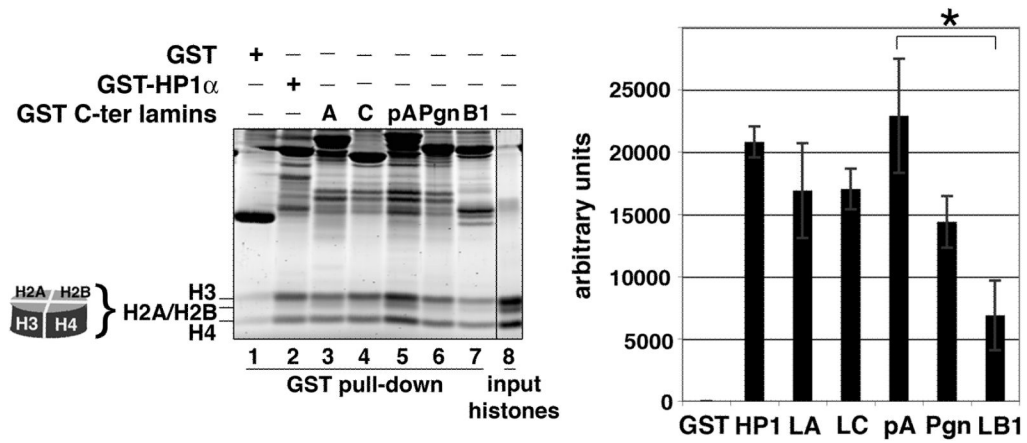 GST + – – – – – –
GST-HP1α – + – – – – – –
GST C-ter lamins – – A C pA Pgn B1 –
H2A H2B
H3 H4
H3
H2A/H2B
H4
1 2 3 4 5 6 7 8
GST pull-down
input
histones
*
arbitrary units
25000
20000
15000
10000
5000
0
GST HP1 LA LC pA Pgn LB1